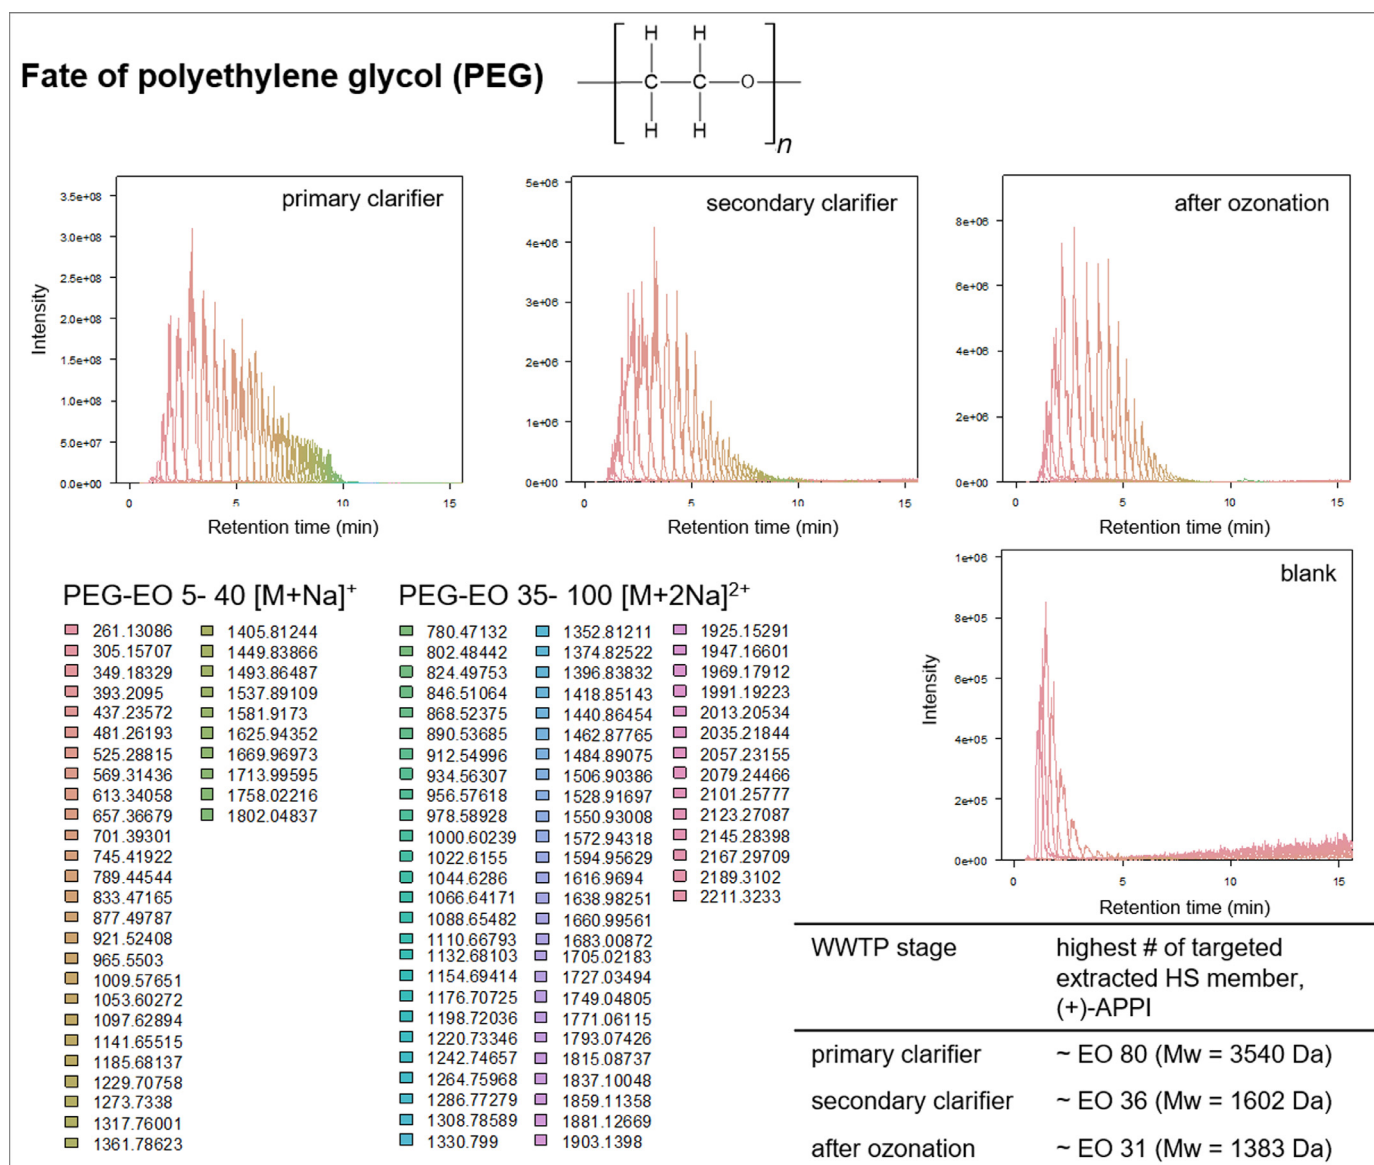 Fate of polyethylene glycol (PEG)
H H
C C O
H H
n
primary clarifier
3.5e+08
3.0e+08
2.5e+08
2.0e+08
1.5e+08
1.0e+08
5.0e+07
0.0e+00
Intensity
0 5 10 15
Retention time (min)
secondary clarifier
5e+06
4e+06
3e+06
2e+06
1e+06
0e+00
0 5 10 15
Retention time (min)
after ozonation
8e+06
6e+06
4e+06
2e+06
0e+00
0 5 10 15
Retention time (min)
blank
1e+06
8e+05
6e+05
4e+05
2e+05
0e+00
Intensity
0 5 10 15
Retention time (min)
PEG-EO 5- 40 [M+Na]+
261.13086
305.15707
349.18329
393.2095
437.23572
481.26193
525.28815
569.31436
613.34058
657.36679
701.39301
745.41922
789.44544
833.47165
877.49787
921.52408
965.5503
1009.57651
1053.60272
1097.62894
1141.65515
1185.68137
1229.70758
1273.7338
1317.76001
1361.78623
1405.81244
1449.83866
1493.86487
1537.89109
1581.9173
1625.94352
1669.96973
1713.99595
1758.02216
1802.04837
PEG-EO 35- 100 [M+2Na]2+
780.47132
802.48442
824.49753
846.51064
868.52375
890.53685
912.54996
934.56307
956.57618
978.58928
1000.60239
1022.6155
1044.6286
1066.64171
1088.65482
1110.66793
1132.68103
1154.69414
1176.70725
1198.72036
1220.73346
1242.74657
1264.75968
1286.77279
1308.78589
1330.799
1352.81211
1374.82522
1396.83832
1418.85143
1440.86454
1462.87765
1484.89075
1506.90386
1528.91697
1550.93008
1572.94318
1594.95629
1616.9694
1638.98251
1660.99561
1683.00872
1705.02183
1727.03494
1749.04805
1771.06115
1793.07426
1815.08737
1837.10048
1859.11358
1881.12669
1903.1398
1925.15291
1947.16601
1969.17912
1991.19223
2013.20534
2035.21844
2057.23155
2079.24466
2101.25777
2123.27087
2145.28398
2167.29709
2189.3102
2211.3233
WWTP stage
highest # of targeted
extracted HS member,
(+)-APPI
primary clarifier ~ EO 80 (Mw = 3540 Da)
secondary clarifier ~ EO 36 (Mw = 1602 Da)
after ozonation ~ EO 31 (Mw = 1383 Da)